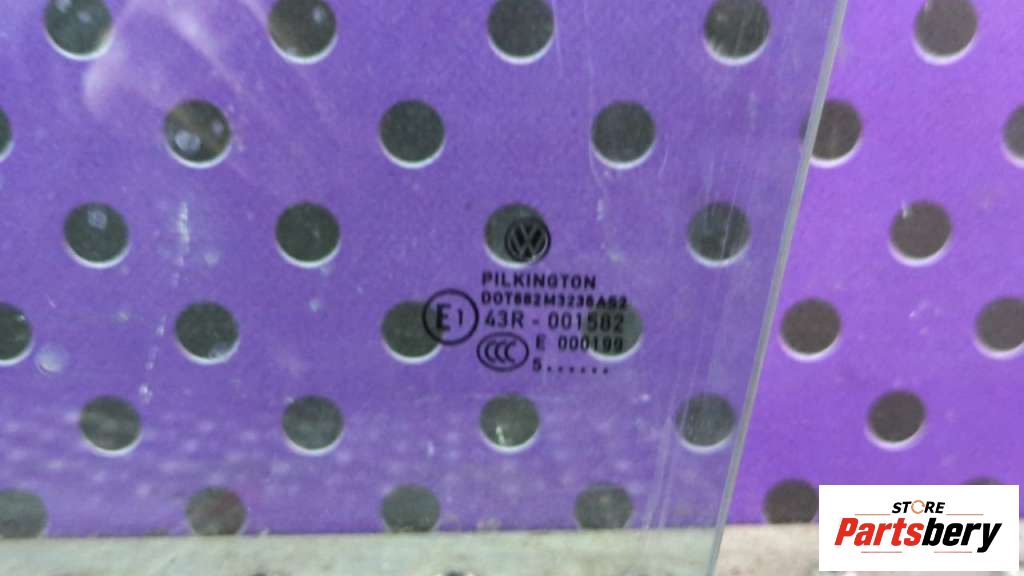 PILKINGTON
DOT682M3236AS2
E1 43R - 001582
CCC E 000199
5......
STORE
Partsbery